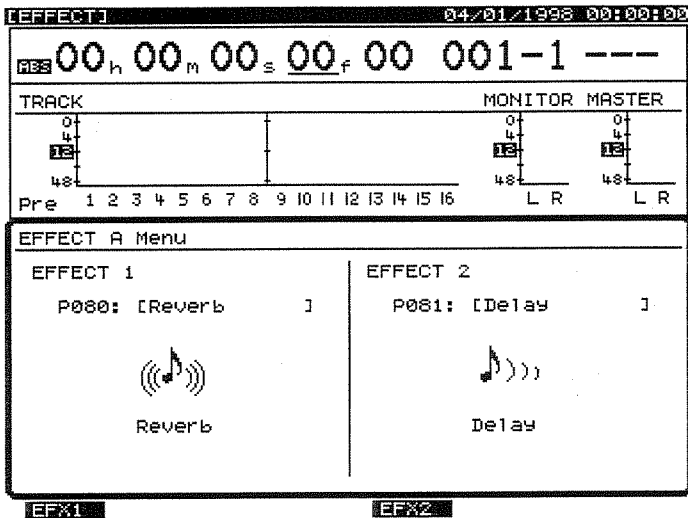 [EFFECT] 04/01/1998 00:00:00
ABS 00h 00m 00s 00f 00 001-1 ---
TRACK MONITOR MASTER
0 0 0
4 4 4
12 12 12
48 48 48
Pre 1 2 3 4 5 6 7 8 9 10 11 12 13 14 15 16 L R L R
EFFECT A Menu
EFFECT 1 EFFECT 2
P080: [Reverb ] P081: [Delay ]
Reverb Delay
EFX1 EFX2